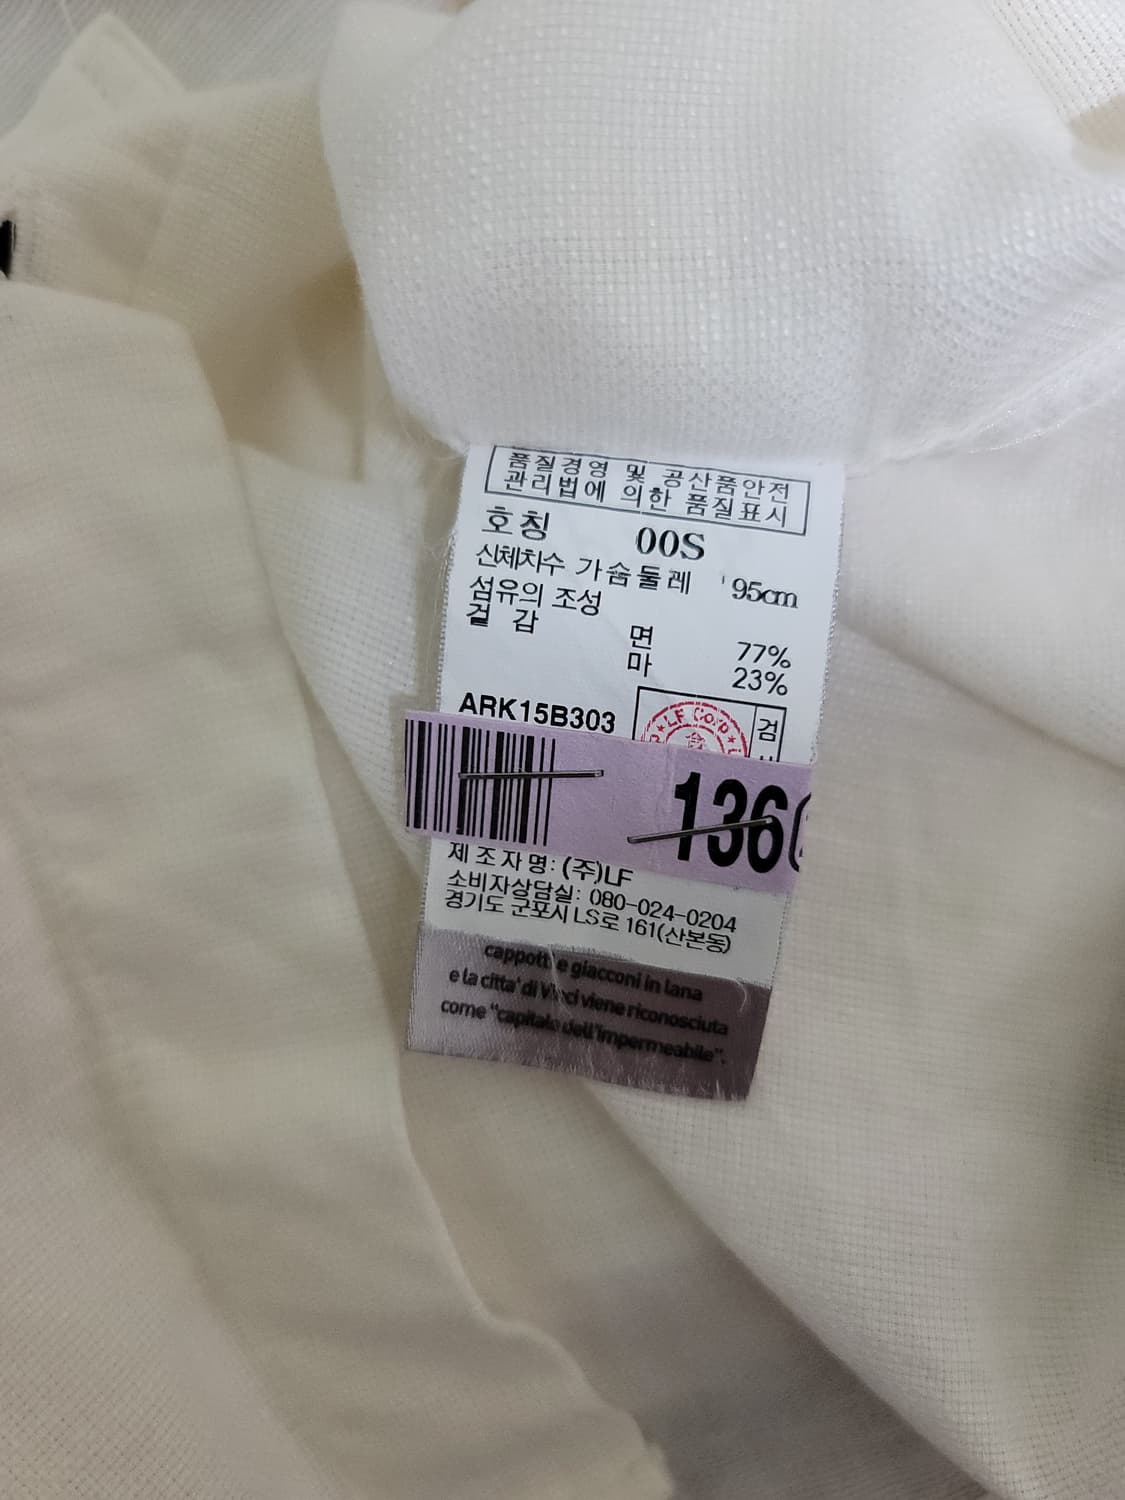 품질경영 및 공산품안전
관리법에 의한 품질표시
호칭 00S
신체치수 가슴둘레 95cm
섬유의 조성
겉 감
면 77%
마 23%
ARK15B303
LF Corp
검
136
제조자명: (주)LF
소비자상담실: 080-024-0204
경기도 군포시 LS로 161(산본동)
cappotti e giacconi in lana
e la citta' di Vinci viene riconosciuta
come "capitale dell'impermeabile".